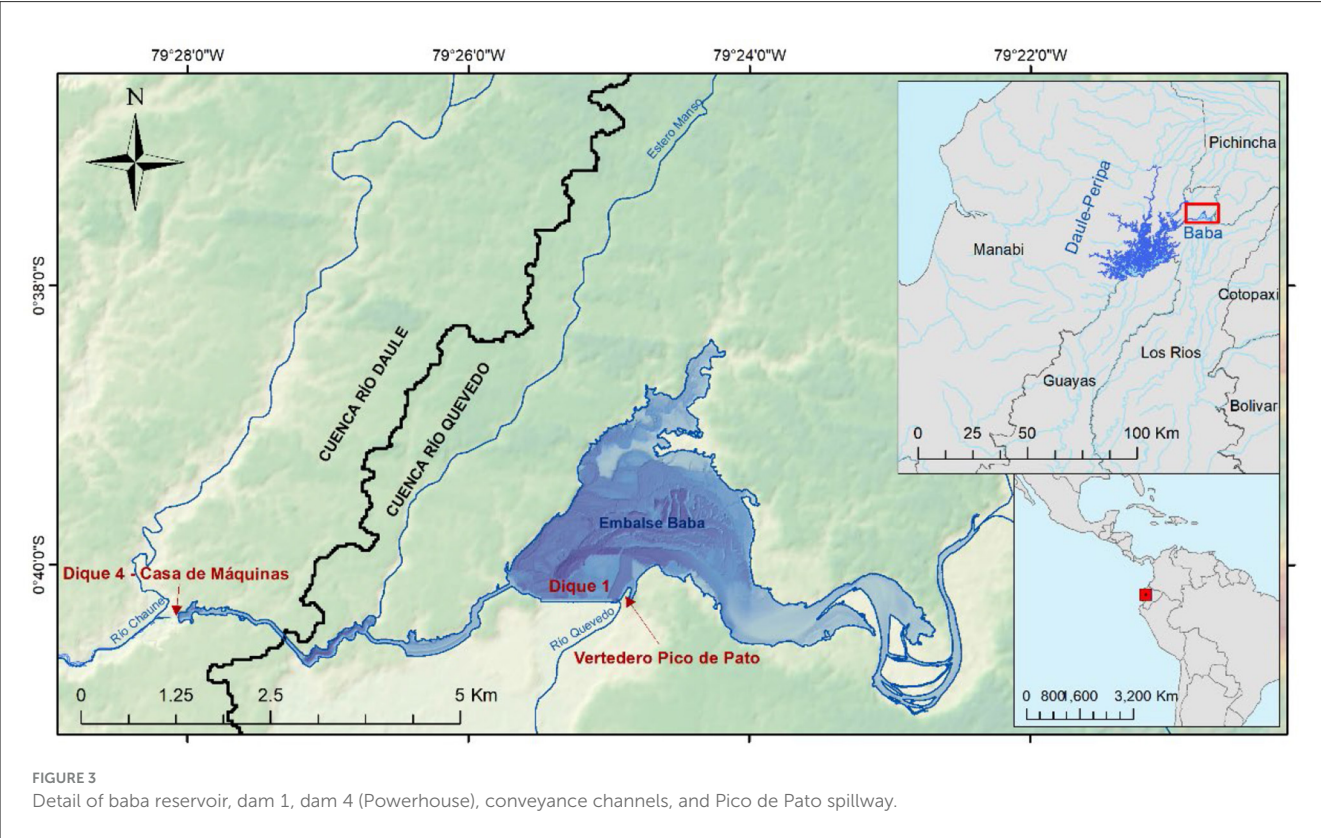 79°28'0"W
79°26'0"W
79°24'0"W
79°22'0"W
N
0°38'0"S
0°40'0"S
Estero Manso
CUENCA RÍO DAULE
CUENCA RÍO QUEVEDO
Embalse Baba
Dique 4 - Casa de Máquinas
Dique 1
Río Chaune
Río Quevedo
Vertedero Pico de Pato
0 1.25 2.5 5 Km
Pichincha
Daule-Peripa
Baba
Manabi
Cotopaxi
Los Rios
Guayas
Bolivar
0 25 50 100 Km
0 800 1,600 3,200 Km
FIGURE 3
Detail of baba reservoir, dam 1, dam 4 (Powerhouse), conveyance channels, and Pico de Pato spillway.